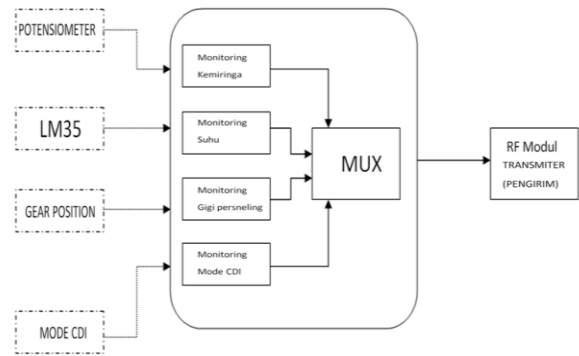 POTENSIOMETER
LM35
GEAR POSITION
MODE CDI
Monitoring
Kemiringa
Monitoring
Suhu
Monitoring
Gigi persneling
Monitoring
Mode CDI
MUX
RF Modul
TRANSMITER
(PENGIRIM)